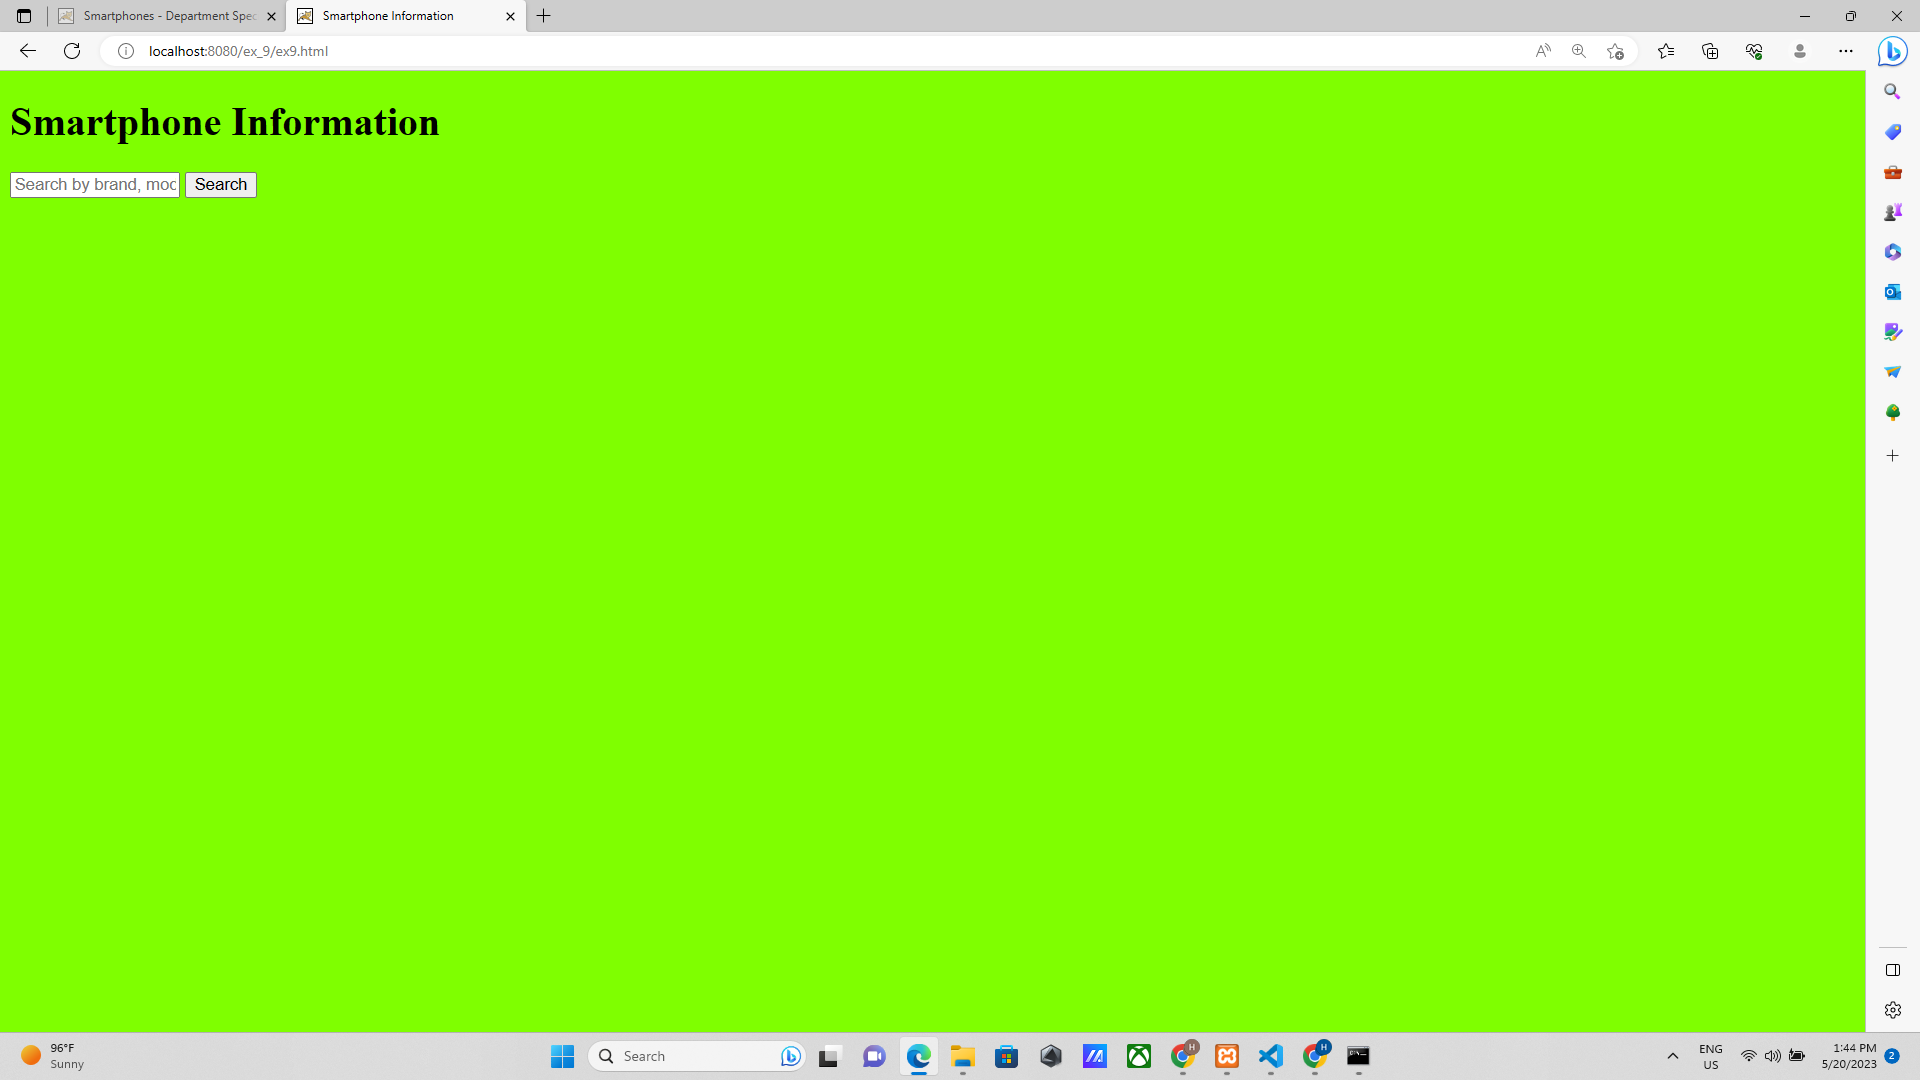 Smartphones - Department Spec
Smartphone Information
localhost:8080/ex_9/ex9.html
Smartphone Information
Search by brand, moc
Search
96°F
Sunny
Search
H
H
ENG
US
1:44 PM
5/20/2023
2